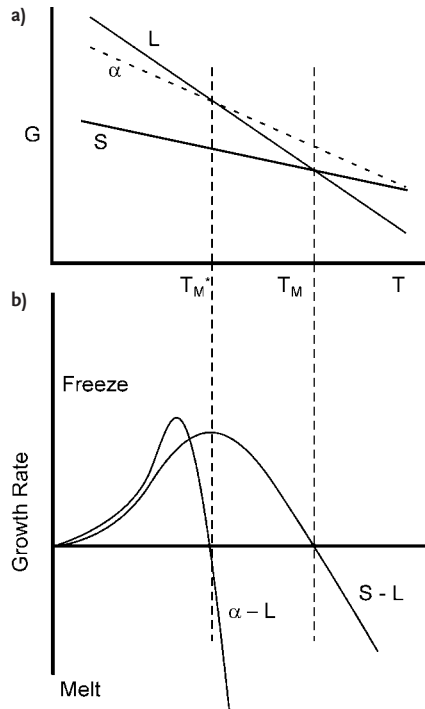 a)
L
α
G
S
T_M*
T_M
T
b)
Freeze
Growth Rate
α – L
S - L
Melt